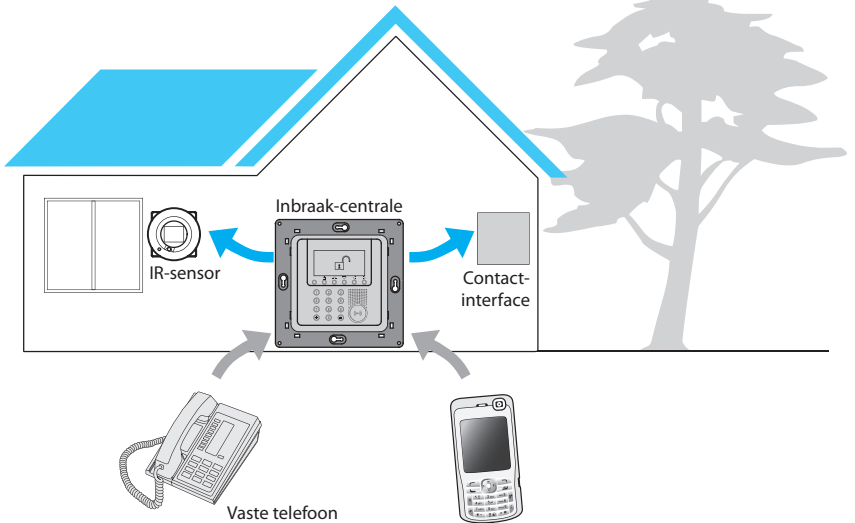 Inbraak-centrale
IR-sensor
Contact-
interface
Vaste telefoon